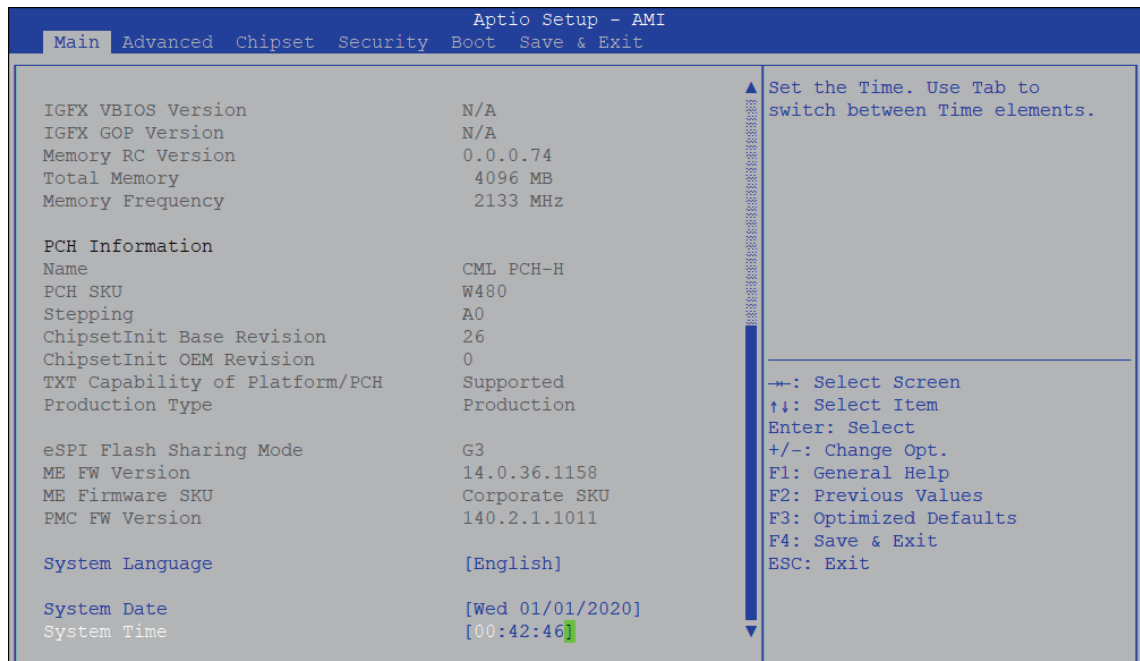 Aptio Setup - AMI
Main Advanced Chipset Security Boot Save & Exit
IGFX VBIOS Version N/A
IGFX GOP Version N/A
Memory RC Version 0.0.0.74
Total Memory 4096 MB
Memory Frequency 2133 MHz
PCH Information
Name CML PCH-H
PCH SKU W480
Stepping A0
ChipsetInit Base Revision 26
ChipsetInit OEM Revision 0
TXT Capability of Platform/PCH Supported
Production Type Production
eSPI Flash Sharing Mode G3
ME FW Version 14.0.36.1158
ME Firmware SKU Corporate SKU
PMC FW Version 140.2.1.1011
System Language [English]
System Date [Wed 01/01/2020]
System Time [00:42:46]
Set the Time. Use Tab to
switch between Time elements.
→←: Select Screen
↑↓: Select Item
Enter: Select
+/-: Change Opt.
F1: General Help
F2: Previous Values
F3: Optimized Defaults
F4: Save & Exit
ESC: Exit